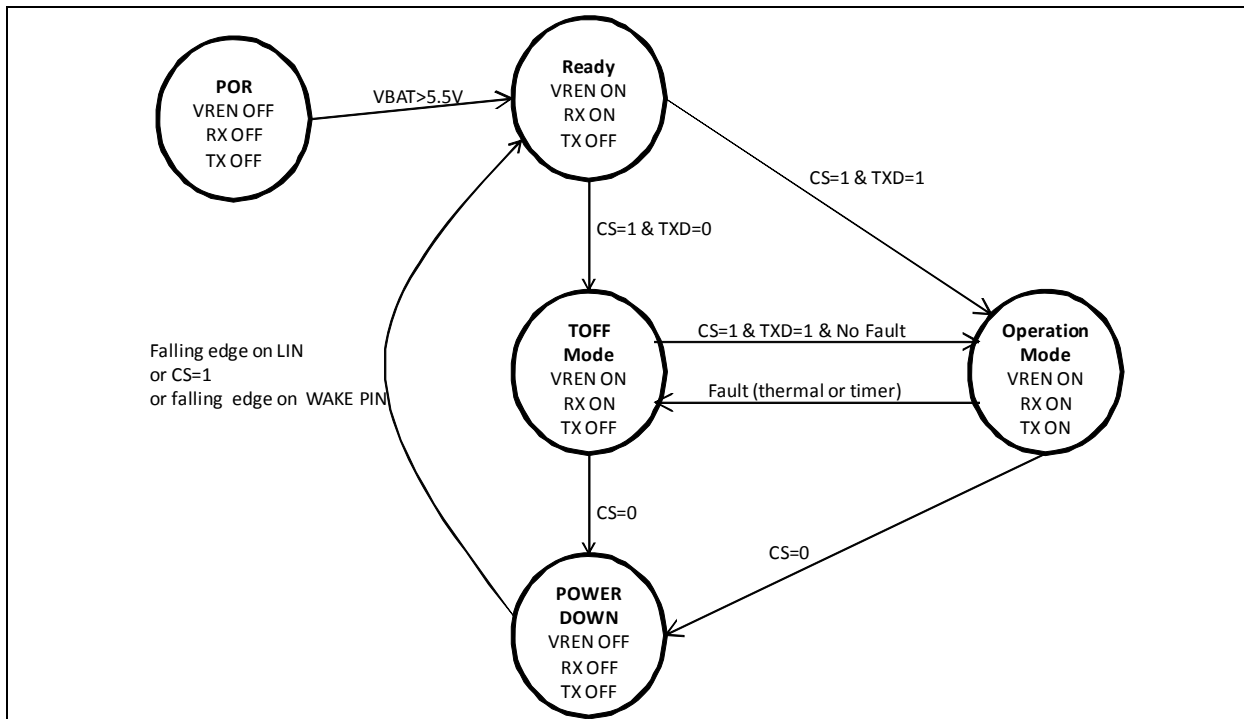 POR
VREN OFF
RX OFF
TX OFF
VBAT>5.5V
Ready
VREN ON
RX ON
TX OFF
CS=1 & TXD=1
CS=1 & TXD=0
Falling edge on LIN
or CS=1
or falling edge on WAKE PIN
TOFF
Mode
VREN ON
RX ON
TX OFF
CS=1 & TXD=1 & No Fault
Fault (thermal or timer)
Operation
Mode
VREN ON
RX ON
TX ON
CS=0
CS=0
POWER
DOWN
VREN OFF
RX OFF
TX OFF